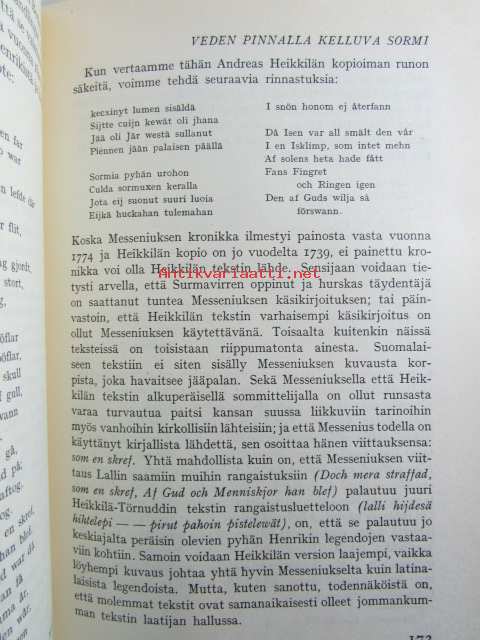 VEDEN PINNALLA KELLUVA SORMI
Kun vertaamme tähän Andreas Heikkilän kopioiman runon
säkeitä, voimme tehdä seuraavia rinnastuksia:
kecxinyt lumen sisäldä
Sijtte cuijn kewät oli jhana
Jää oli Jär westä sullanut
Piennen jään palaisen päällä
Sormia pyhän urohon
Culda sormuxen keralla
Jota eij suonut suuri luoia
Eijkä huckahan tulemahan
I snön honom ej återfann
Då Isen var all smält den vår
I en Isklimp, som intet mehn
Af solens heta hade fått
Fans Fingret
och Ringen igen
Den af Guds wilja så
förswann.
Koska Messeniuksen kronikka ilmestyi painosta vasta vuonna
1774 ja Heikkilän kopio on jo vuodelta 1739, ei painettu kro-
nikka voi olla Heikkilän tekstin lähde. Sensijaan voidaan tie-
tysti arvella, että Surmavirren oppinut ja hurskas täydentäjä
on saattanut tuntea Messeniuksen käsikirjoituksen; tai päin-
vastoin, että Heikkilän tekstin varhaisempi käsikirjoitus on
ollut Messeniuksen käytettävänä. Toisaalta kuitenkin näissä
teksteissä on toisistaan riippumatonta ainesta. Suomalai-
seen tekstiin ei siten sisälly Messeniuksen kuvausta kor-
pista, joka havaitsee jääpalan. Sekä Messeniuksella että Heik-
kilän tekstin alkuperäisellä sommittelijalla on ollut runsasta
varaa turvautua paitsi kansan suussa liikkuviin tarinoihin
myös vanhoihin kirkollisiin lähteisiin; ja että Messenius todella on
käyttänyt kirjallista lähdettä, sen osoittaa hänen viittauksensa:
som en skref. Yhtä mahdollista kuin on, että Messeniuksen viit-
taus Lallin saamiin muihin rangaistuksiin (Doch mera straffad,
som en skref, Af Gud och Menniskjor han blef) palautuu juuri
Heikkilä-Törnuddin tekstin rangaistusluetteloon (lalli hijdesä
hihtelepi — — pirut pahoin pistelewät), on, että se palautuu jo
keskiajalta peräisin olevien pyhän Henrikin legendojen vastaa-
viin kohtiin. Samoin voidaan Heikkilän version laajempi, vaikka
löyhempi kuvaus johtaa yhtä hyvin Messeniukselta kuin latina-
laisista legendoista. Mutta, kuten sanottu, todennäköistä on,
että molemmat tekstit ovat samanaikaisesti olleet jommankum-
man tekstin laatijan hallussa.
173
Antikvariaatti.net